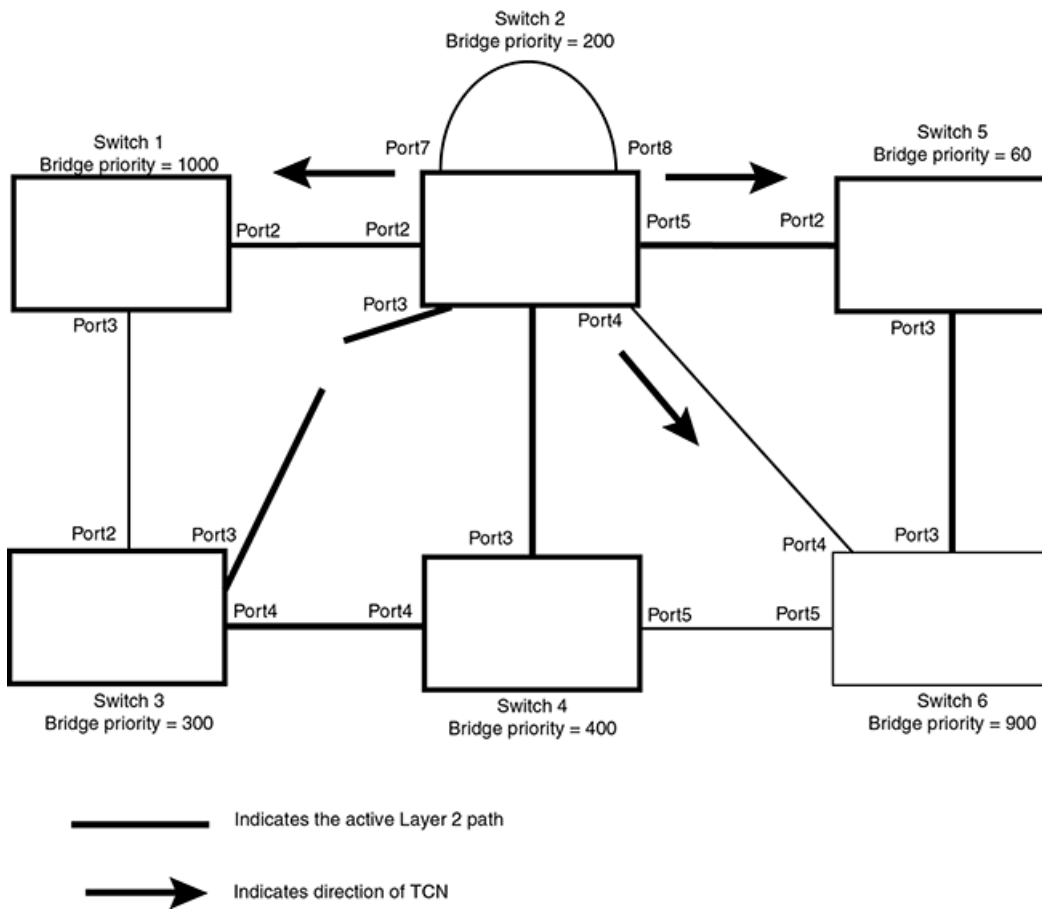 Switch 2
Bridge priority = 200
Switch 1
Bridge priority = 1000
Switch 5
Bridge priority = 60
Port7
Port8
Port2
Port2
Port5
Port2
Port3
Port3
Port4
Port3
Port2
Port3
Port3
Port4
Port3
Port4
Port4
Port5
Port5
Switch 3
Bridge priority = 300
Switch 4
Bridge priority = 400
Switch 6
Bridge priority = 900
Indicates the active Layer 2 path
Indicates direction of TCN